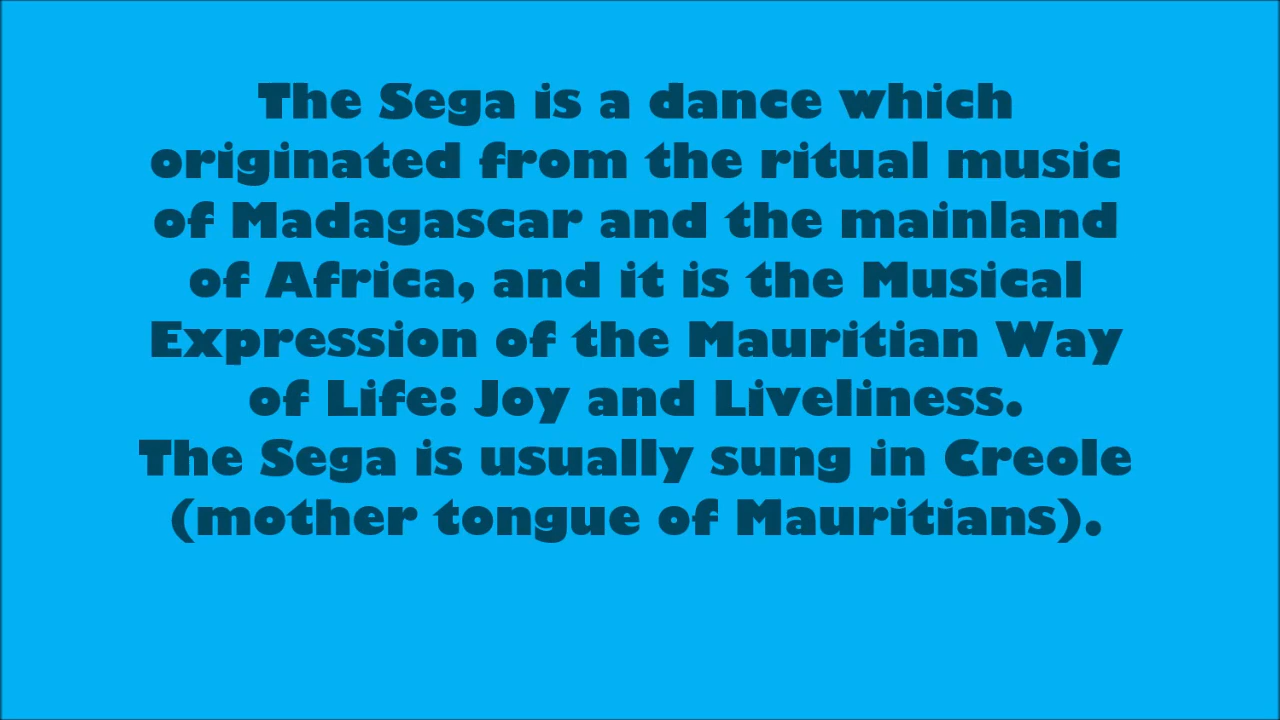 The Sega is a dance which
originated from the ritual music
of Madagascar and the mainland
of Africa, and it is the Musical
Expression of the Mauritian Way
of Life: Joy and Liveliness.
The Sega is usually sung in Creole
(mother tongue of Mauritians).